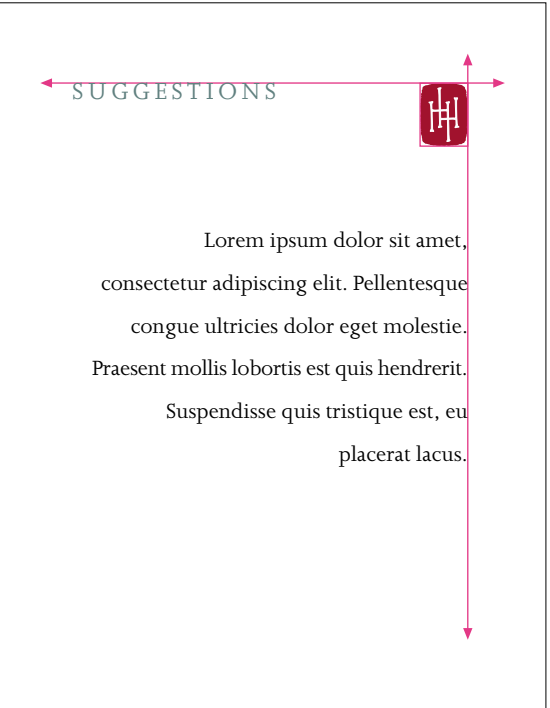 SUGGESTIONS
HH
Lorem ipsum dolor sit amet,
consectetur adipiscing elit. Pellentesque
congue ultricies dolor eget molestie.
Praesent mollis lobortis est quis hendrerit.
Suspendisse quis tristique est, eu
placerat lacus.